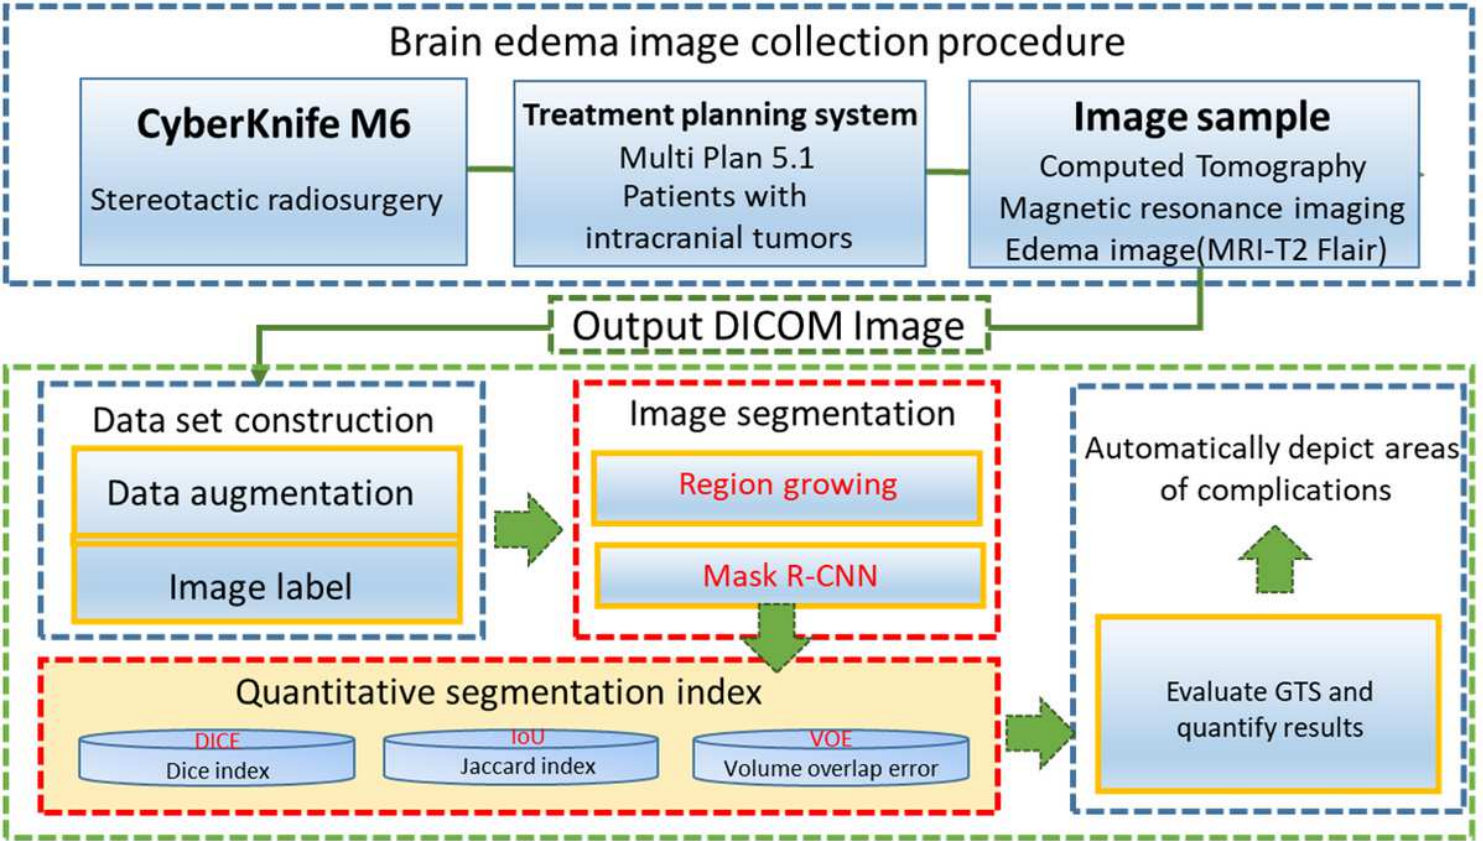 Brain edema image collection procedure
CyberKnife M6
Stereotactic radiosurgery
Treatment planning system
Multi Plan 5.1
Patients with
intracranial tumors
Image sample
Computed Tomography
Magnetic resonance imaging
Edema image(MRI-T2 Flair)
Output DICOM Image
Data set construction
Data augmentation
Image label
Image segmentation
Region growing
Mask R-CNN
Quantitative segmentation index
DICE
Dice index
IoU
Jaccard index
VOE
Volume overlap error
Evaluate GTS and
quantify results
Automatically depict areas
of complications